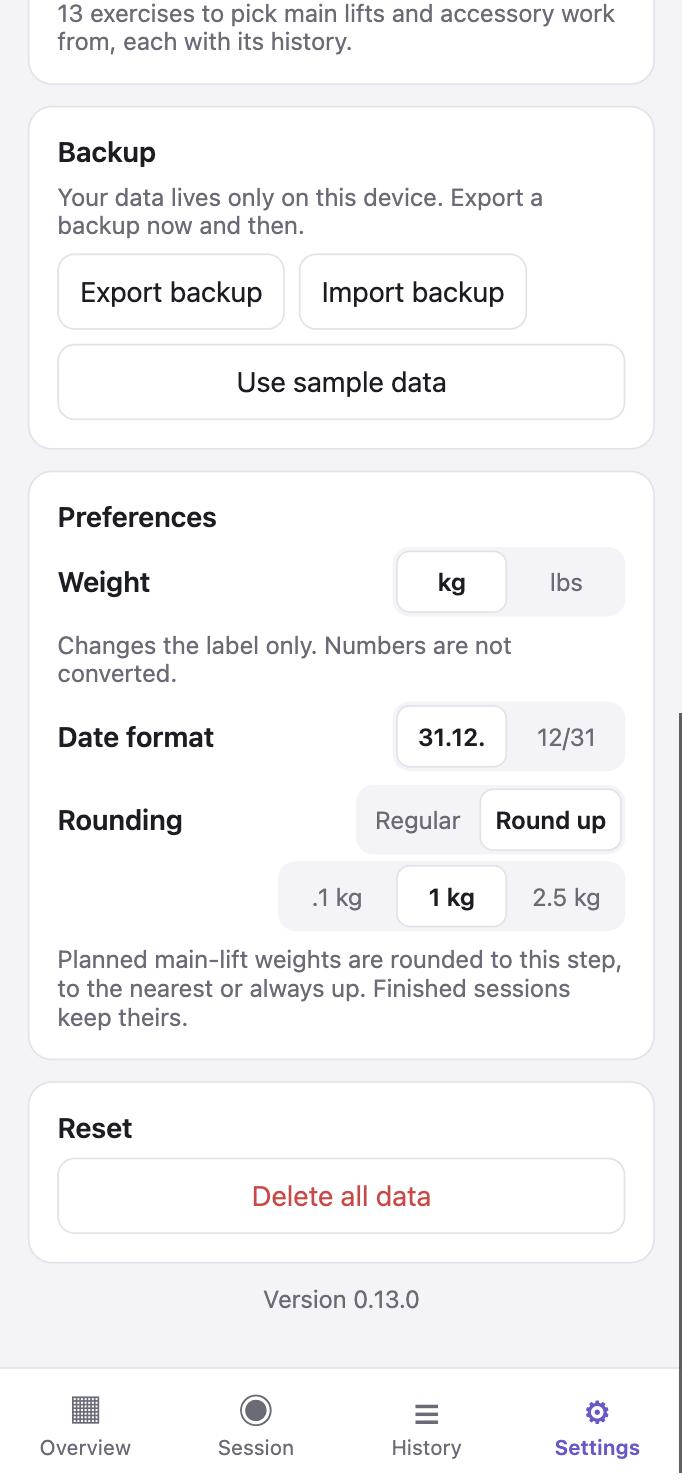 13 exercises to pick main lifts and accessory work
from, each with its history.
Backup
Your data lives only on this device. Export a
backup now and then.
Export backup Import backup
Use sample data
Preferences
Weight kg lbs
Changes the label only. Numbers are not
converted.
Date format 31.12. 12/31
Rounding Regular Round up
.1 kg 1 kg 2.5 kg
Planned main-lift weights are rounded to this step,
to the nearest or always up. Finished sessions
keep theirs.
Reset
Delete all data
Version 0.13.0
Overview Session History Settings